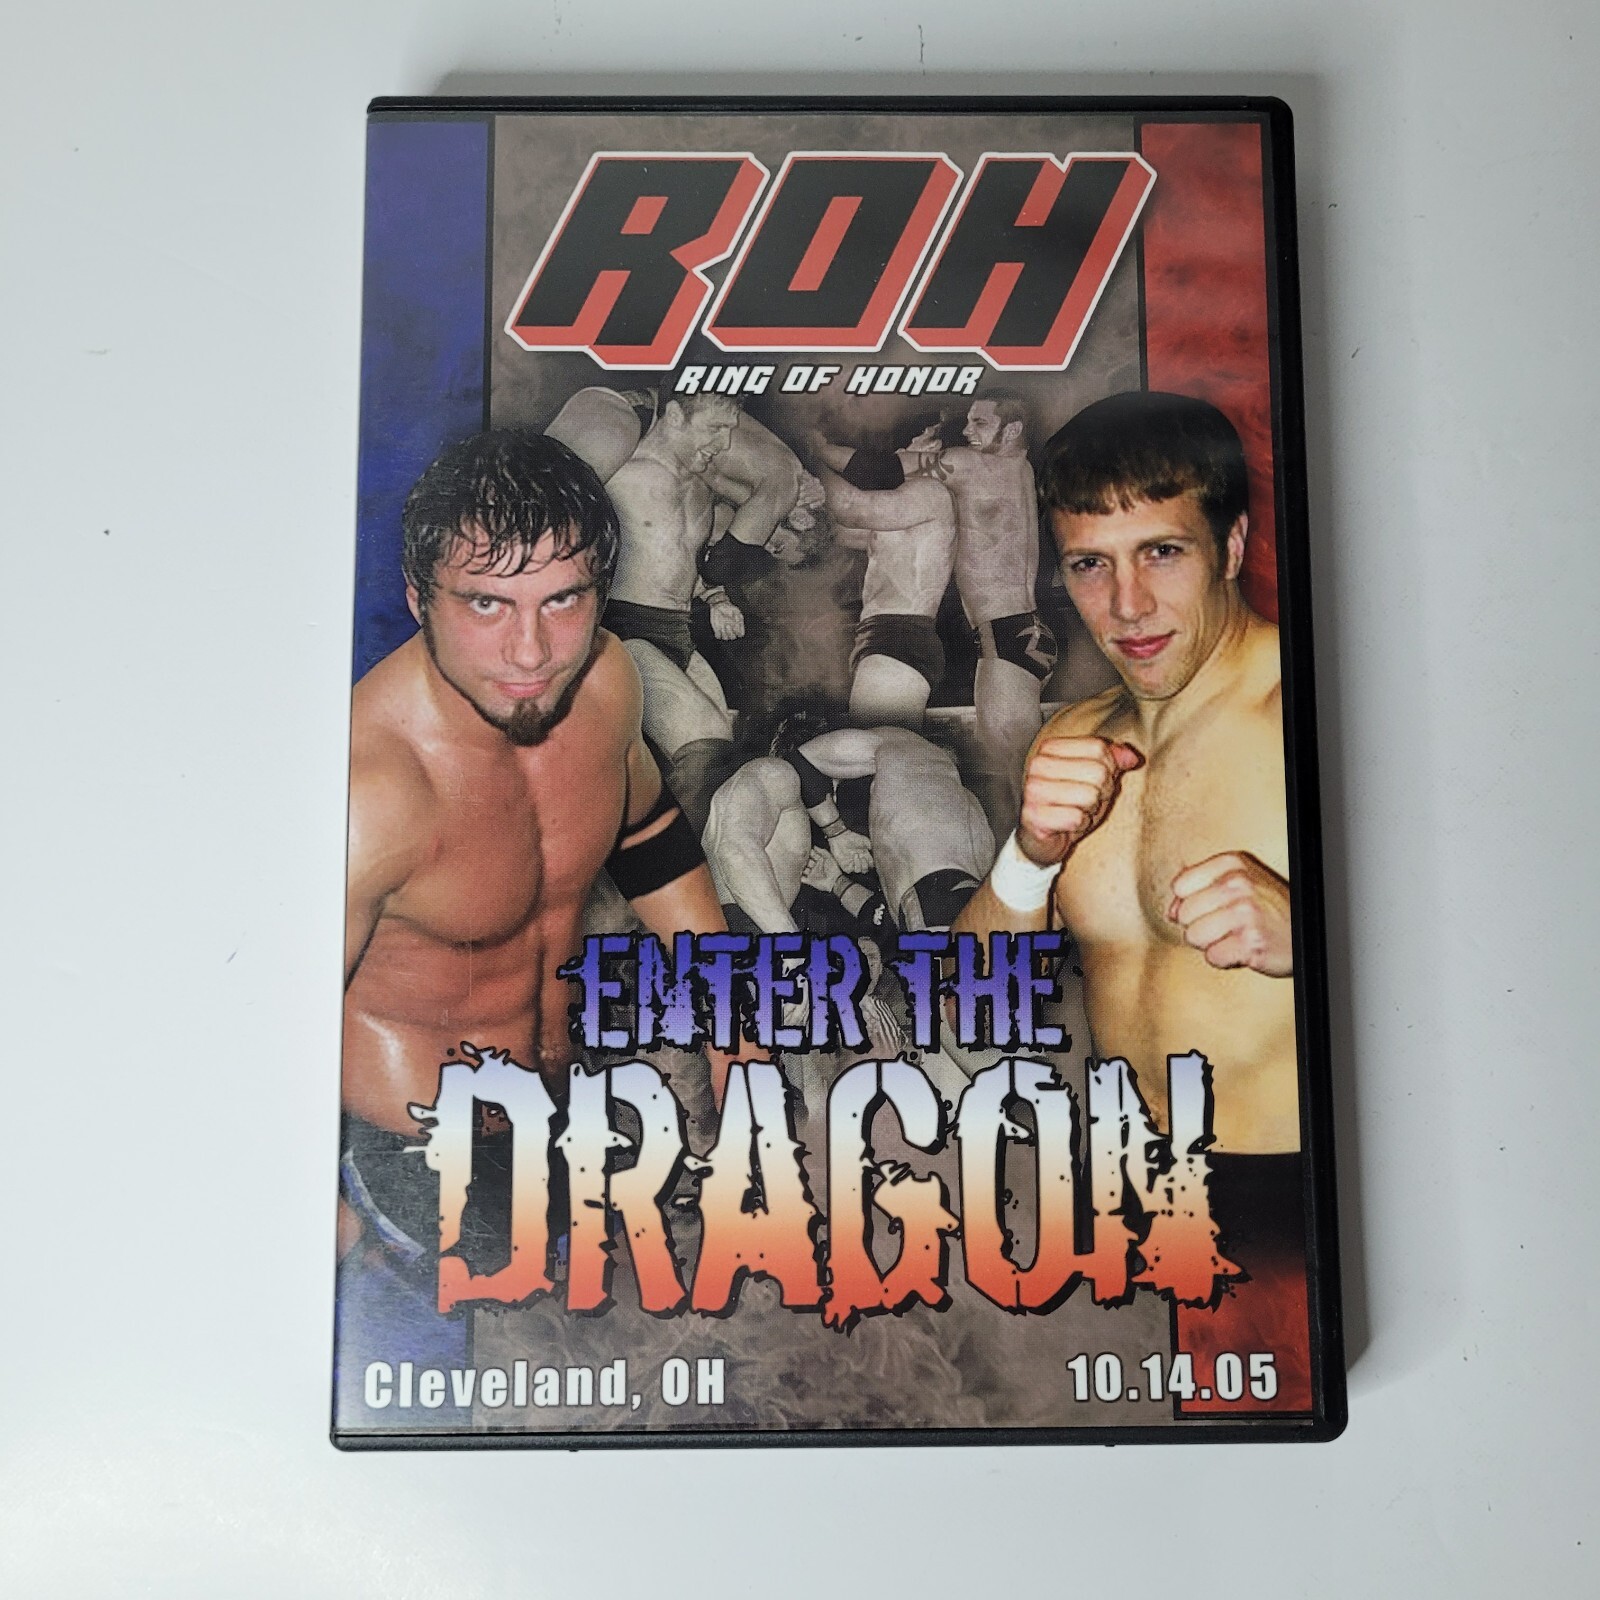 ROH
RING OF HONOR
ENTER THE
DRAGON
Cleveland, OH
10.14.05